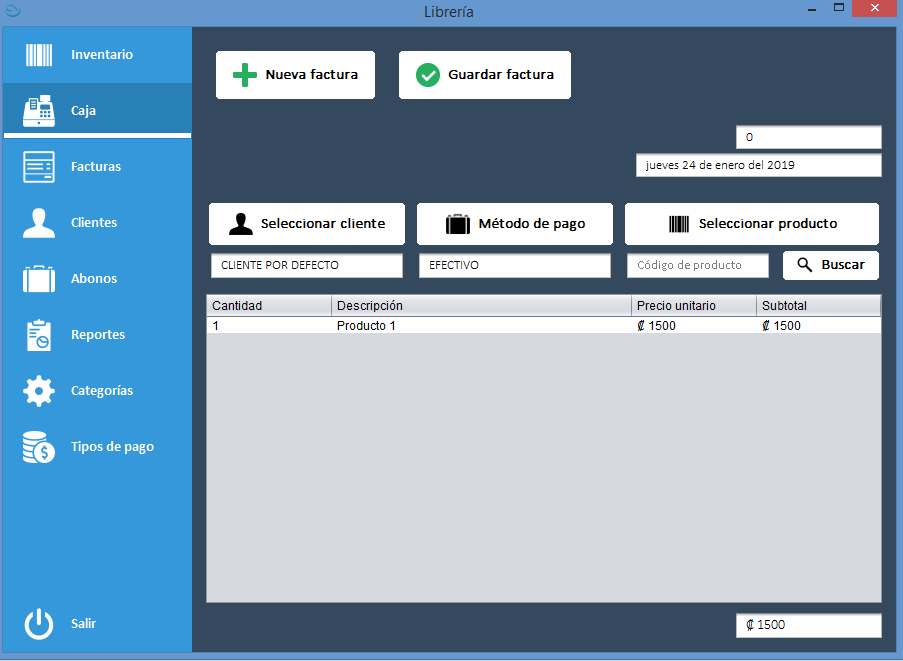 Librería
Inventario
Caja
Facturas
Clientes
Abonos
Reportes
Categorías
Tipos de pago
Salir
Nueva factura Guardar factura
0
jueves 24 de enero del 2019
Seleccionar cliente Método de pago Seleccionar producto
CLIENTE POR DEFECTO EFECTIVO Código de producto Buscar
Cantidad Descripción Precio unitario Subtotal
1 Producto 1 ₡ 1500 ₡ 1500
₡ 1500